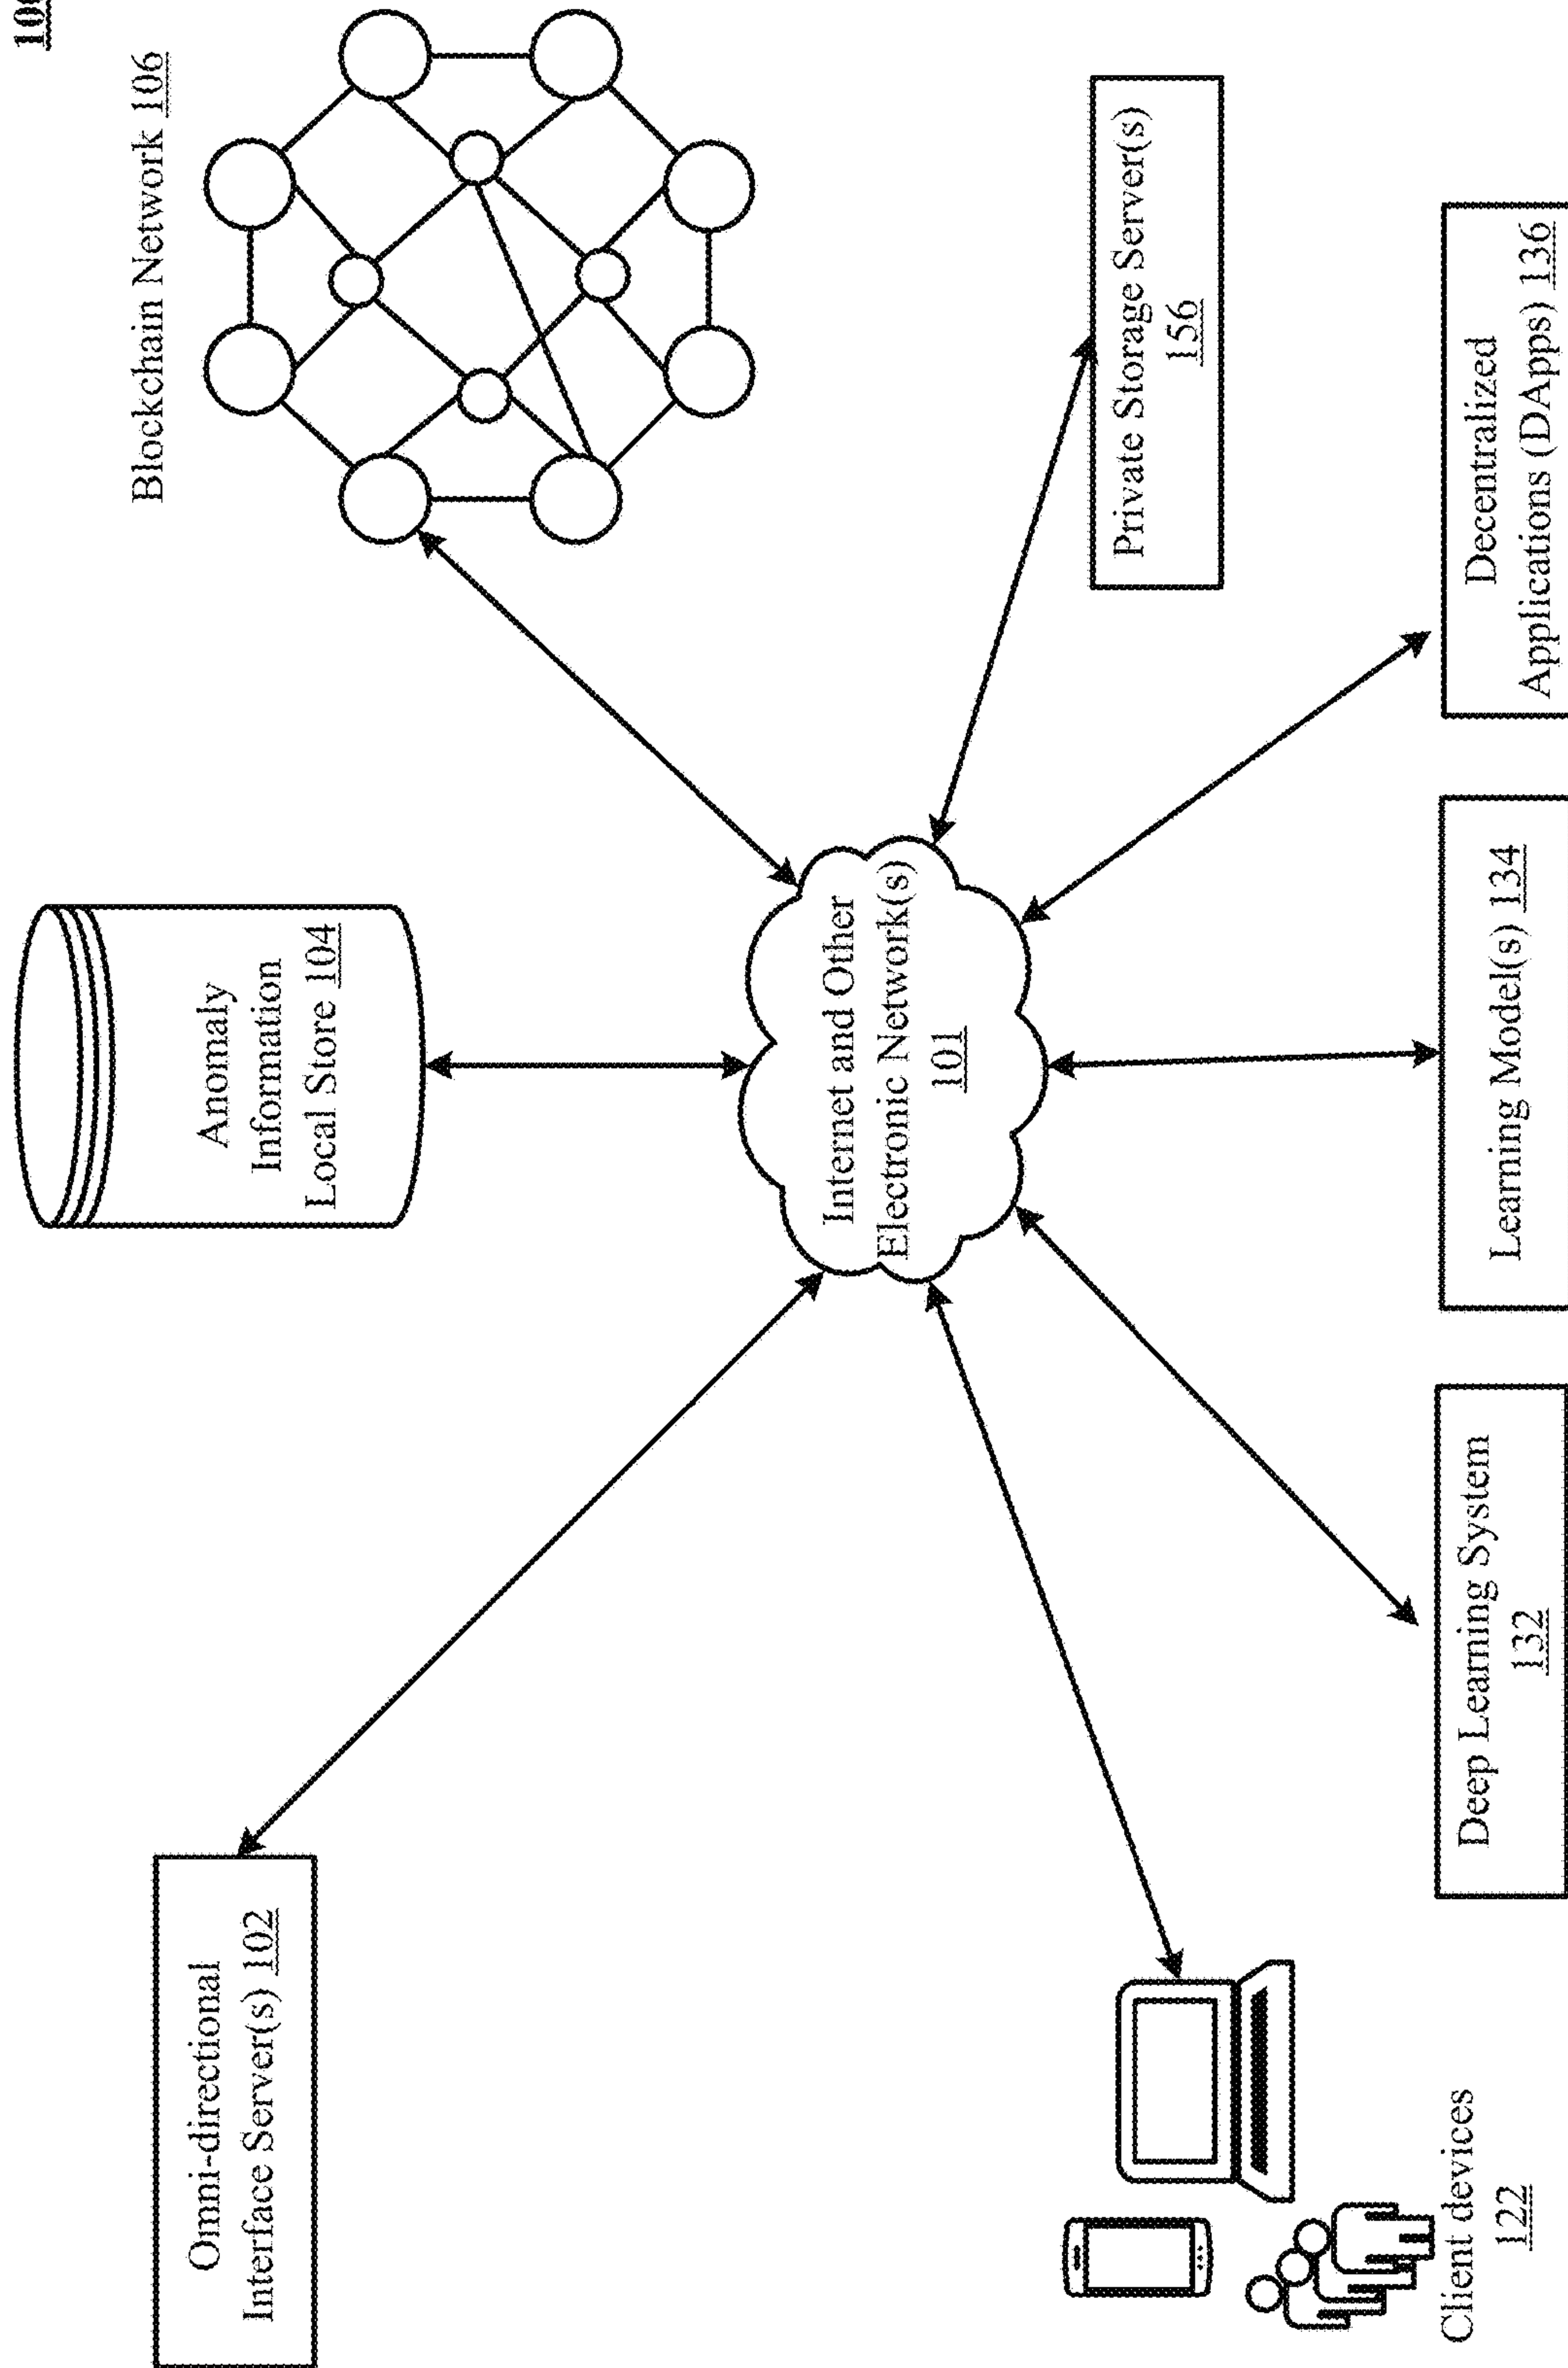 Blockchain Network 106
Omni-directional
Interface Server(s) 102
Anomaly
Information
Local Store 104
Internet and Other
Electronic Network(s)
101
Private Storage Server(s)
156
Client devices
122
Deep Learning System
132
Learning Model(s) 134
Decentralized
Applications (DApps) 136